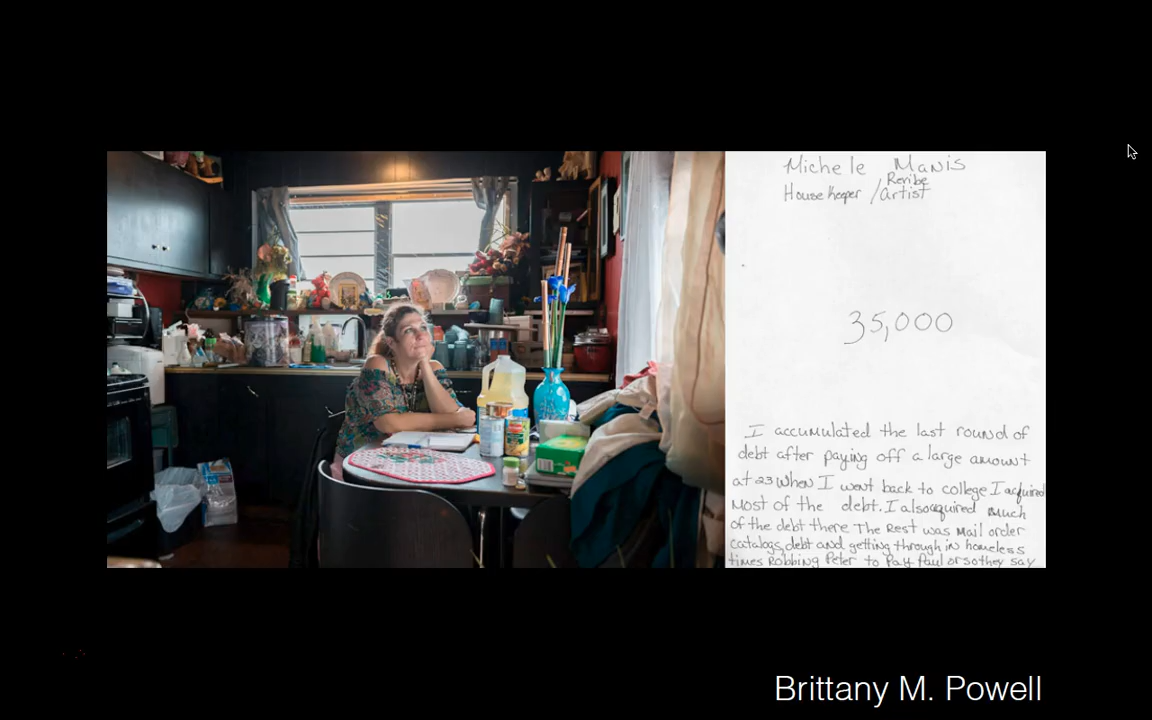 Michele Manis
Revibe
House Keeper / Artist
35,000
I accumulated the last round of
debt after paying off a large amount
at 23 when I went back to college I acquired
Most of the debt. I also acquired much
of the debt there The Rest was Mail order
catalogs, debt and getting through in homeless
times Robbing Peter to Pay Paul or so they say
Brittany M. Powell